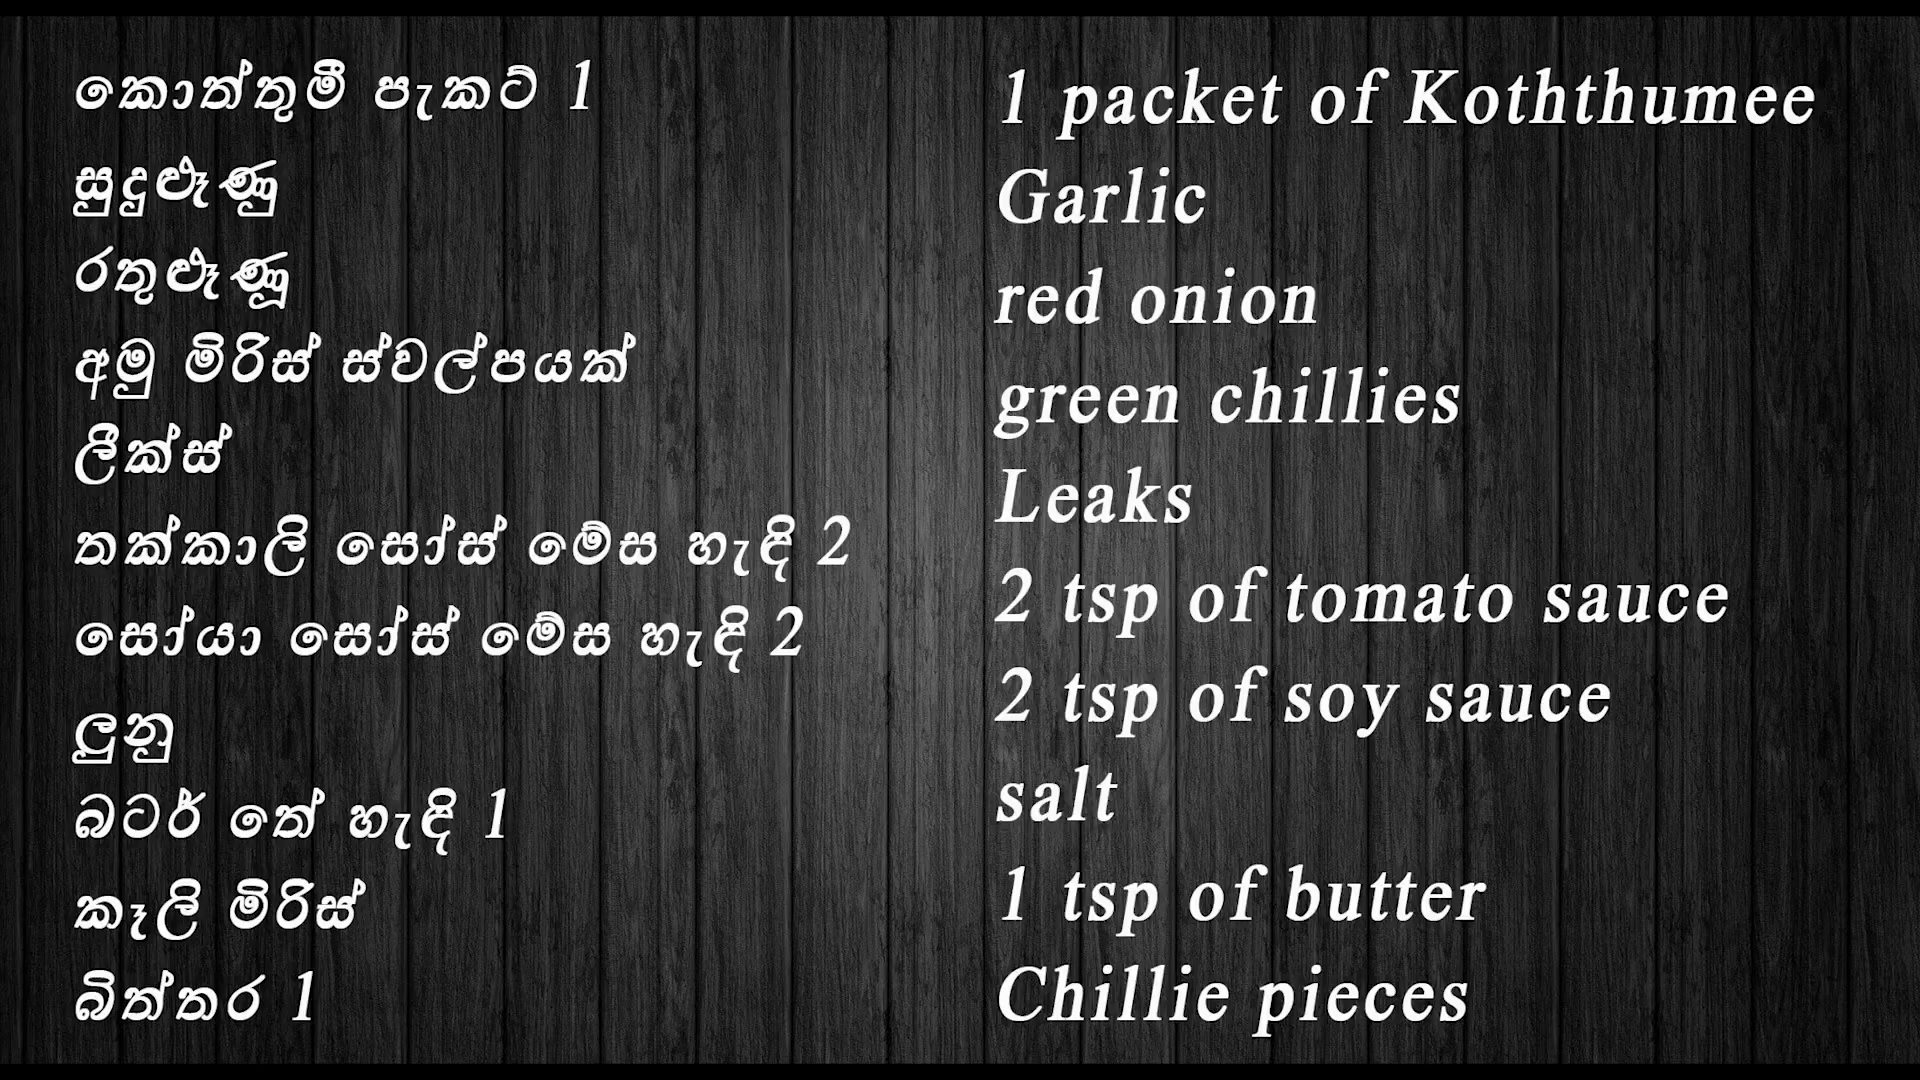 කොත්තුමී පැකට් 1
සුදුළූණු
රතුළූණූ
අමු මිරිස් ස්වල්පයක්
ලීක්ස්
තක්කාලි සෝස් මේස හැඳි 2
සෝයා සෝස් මේස හැඳි 2
ලුනු
බටර් තේ හැඳි 1
කෑලි මිරිස්
බිත්තර 1
1 packet of Koththumee
Garlic
red onion
green chillies
Leaks
2 tsp of tomato sauce
2 tsp of soy sauce
salt
1 tsp of butter
Chillie pieces